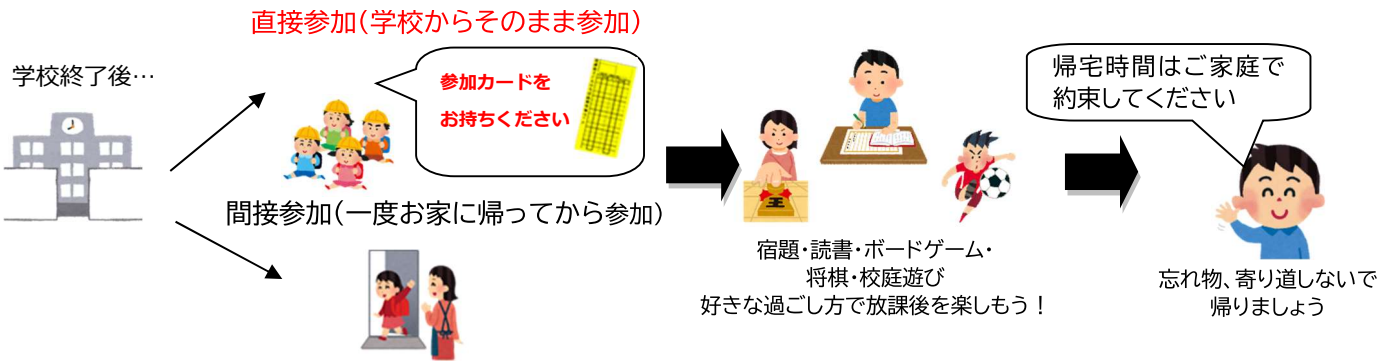 学校終了後…
直接参加(学校からそのまま参加)
参加カードを
お持ちください
間接参加(一度お家に帰ってから参加)
宿題・読書・ボードゲーム・
将棋・校庭遊び
好きな過ごし方で放課後を楽しもう！
帰宅時間はご家庭で
約束してください
忘れ物、寄り道しないで
帰りましょう